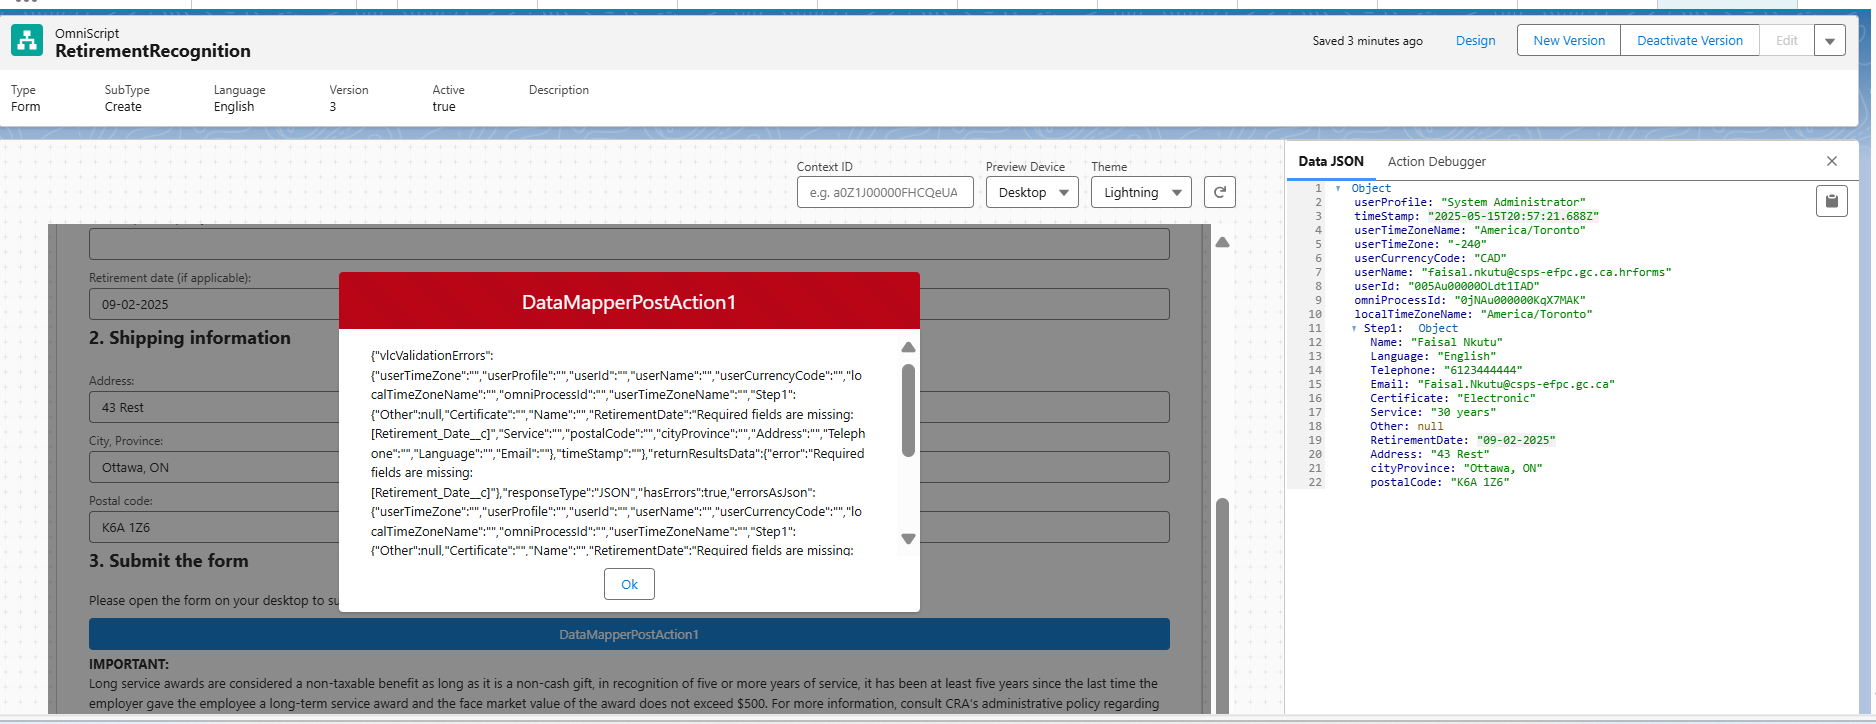 OmniScript
RetirementRecognition
Saved 3 minutes ago
Design
New Version
Deactivate Version
Edit
Type
SubType
Language
Version
Active
Description
Form
Create
English
3
true
Context ID
Preview Device
Theme
e.g. a0Z1J00000FHCQeUA
Desktop
Lightning
Retirement date (if applicable):
09-02-2025
2. Shipping information
Address:
43 Rest
City, Province:
Ottawa, ON
Postal code:
K6A 1Z6
3. Submit the form
Please open the form on your desktop to su
DataMapperPostAction1
IMPORTANT:
Long service awards are considered a non-taxable benefit as long as it is a non-cash gift, in recognition of five or more years of service, it has been at least five years since the last time the
employer gave the employee a long-term service award and the face market value of the award does not exceed $500. For more information, consult CRA's administrative policy regarding
DataMapperPostAction1
{"vlcValidationErrors":
{"userTimeZone":"","userProfile":"","userId":"","userName":"","userCurrencyCode":"","lo
calTimeZoneName":"","omniProcessId":"","userTimeZoneName":"","Step1":
{"Other":null,"Certificate":"","Name":"","RetirementDate":"Required fields are missing:
[Retirement_Date__c]","Service":"","postalCode":"","cityProvince":"","Address":"","Teleph
one":"","Language":"","Email":""},"timeStamp":""},"returnResultsData":{"error":"Required
fields are missing:
[Retirement_Date__c]"},"responseType":"JSON","hasErrors":true,"errorsAsJson":
{"userTimeZone":"","userProfile":"","userId":"","userName":"","userCurrencyCode":"","lo
calTimeZoneName":"","omniProcessId":"","userTimeZoneName":"","Step1":
{"Other":null,"Certificate":"","Name":"","RetirementDate":"Required fields are missing:
Ok
Data JSON
Action Debugger
1 Object
2 userProfile: "System Administrator"
3 timeStamp: "2025-05-15T20:57:21.688Z"
4 userTimeZoneName: "America/Toronto"
5 userTimeZone: "-240"
6 userCurrencyCode: "CAD"
7 userName: "faisal.nkutu@csps-efpc.gc.ca.hrforms"
8 userId: "005Au00000OLdt1IAD"
9 omniProcessId: "0jNAu000000KqX7MAK"
10 localTimeZoneName: "America/Toronto"
11 Step1: Object
12 Name: "Faisal Nkutu"
13 Language: "English"
14 Telephone: "6123444444"
15 Email: "Faisal.Nkutu@csps-efpc.gc.ca"
16 Certificate: "Electronic"
17 Service: "30 years"
18 Other: null
19 RetirementDate: "09-02-2025"
20 Address: "43 Rest"
21 cityProvince: "Ottawa, ON"
22 postalCode: "K6A 1Z6"